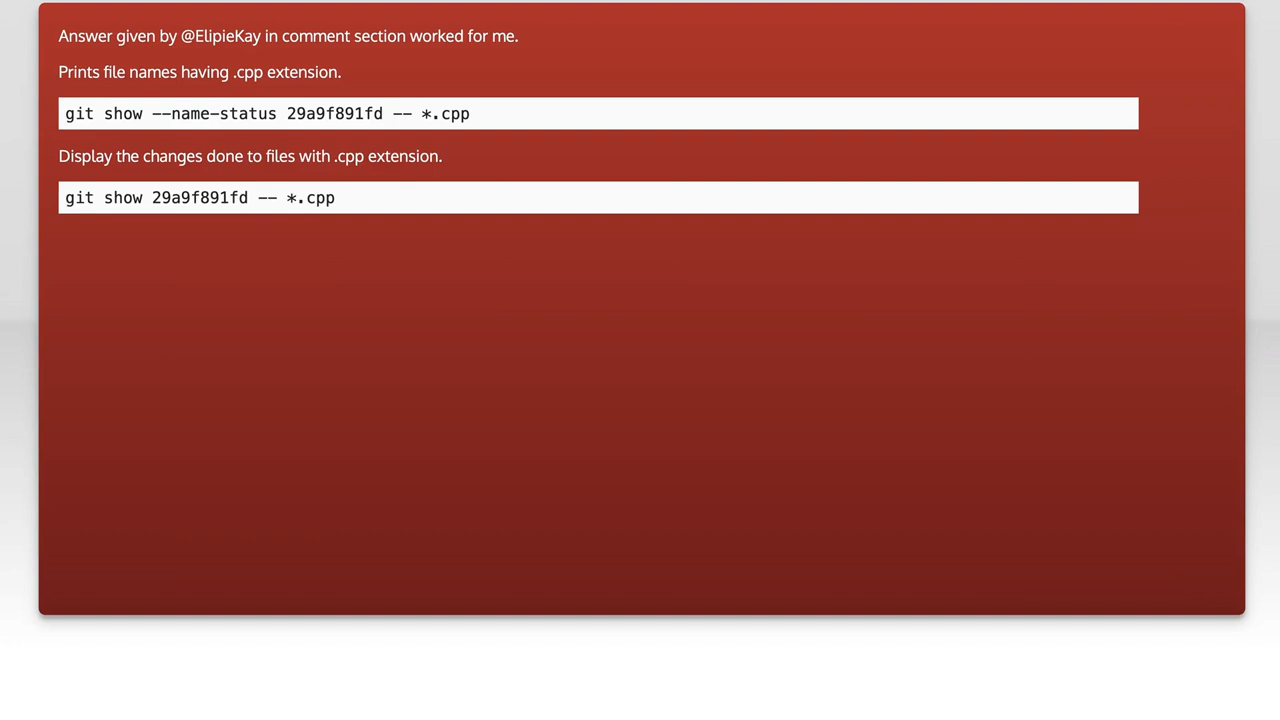 Answer given by @ElipieKay in comment section worked for me.
Prints file names having .cpp extension.
git show --name-status 29a9f891fd -- *.cpp
Display the changes done to files with .cpp extension.
git show 29a9f891fd -- *.cpp